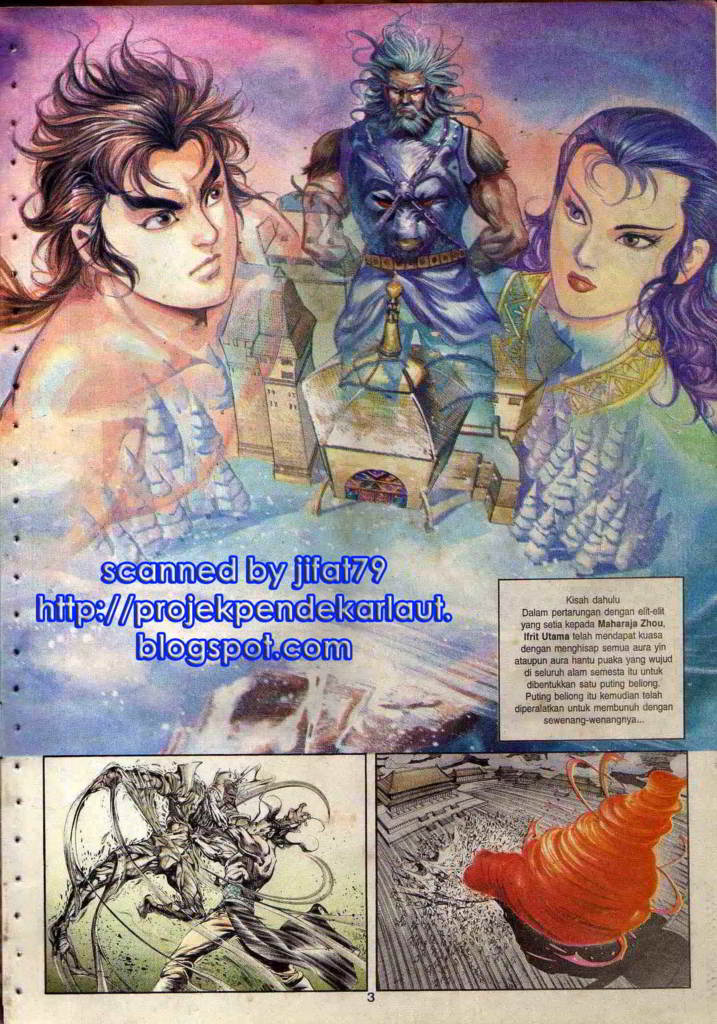 scanned by jifat79
http://projekpendekarlaut.
blogspot.com
Kisah dahulu
Dalam pertarungan dengan elit-elit
yang setia kepada Maharaja Zhou,
Ifrit Utama telah mendapat kuasa
dengan menghisap semua aura yin
ataupun aura hantu puaka yang wujud
di seluruh alam semesta itu untuk
dibentukkan satu puting beliong.
Puting beliong itu kemudian telah
diperalatkan untuk membunuh dengan
sewenang-wenangnya...
3